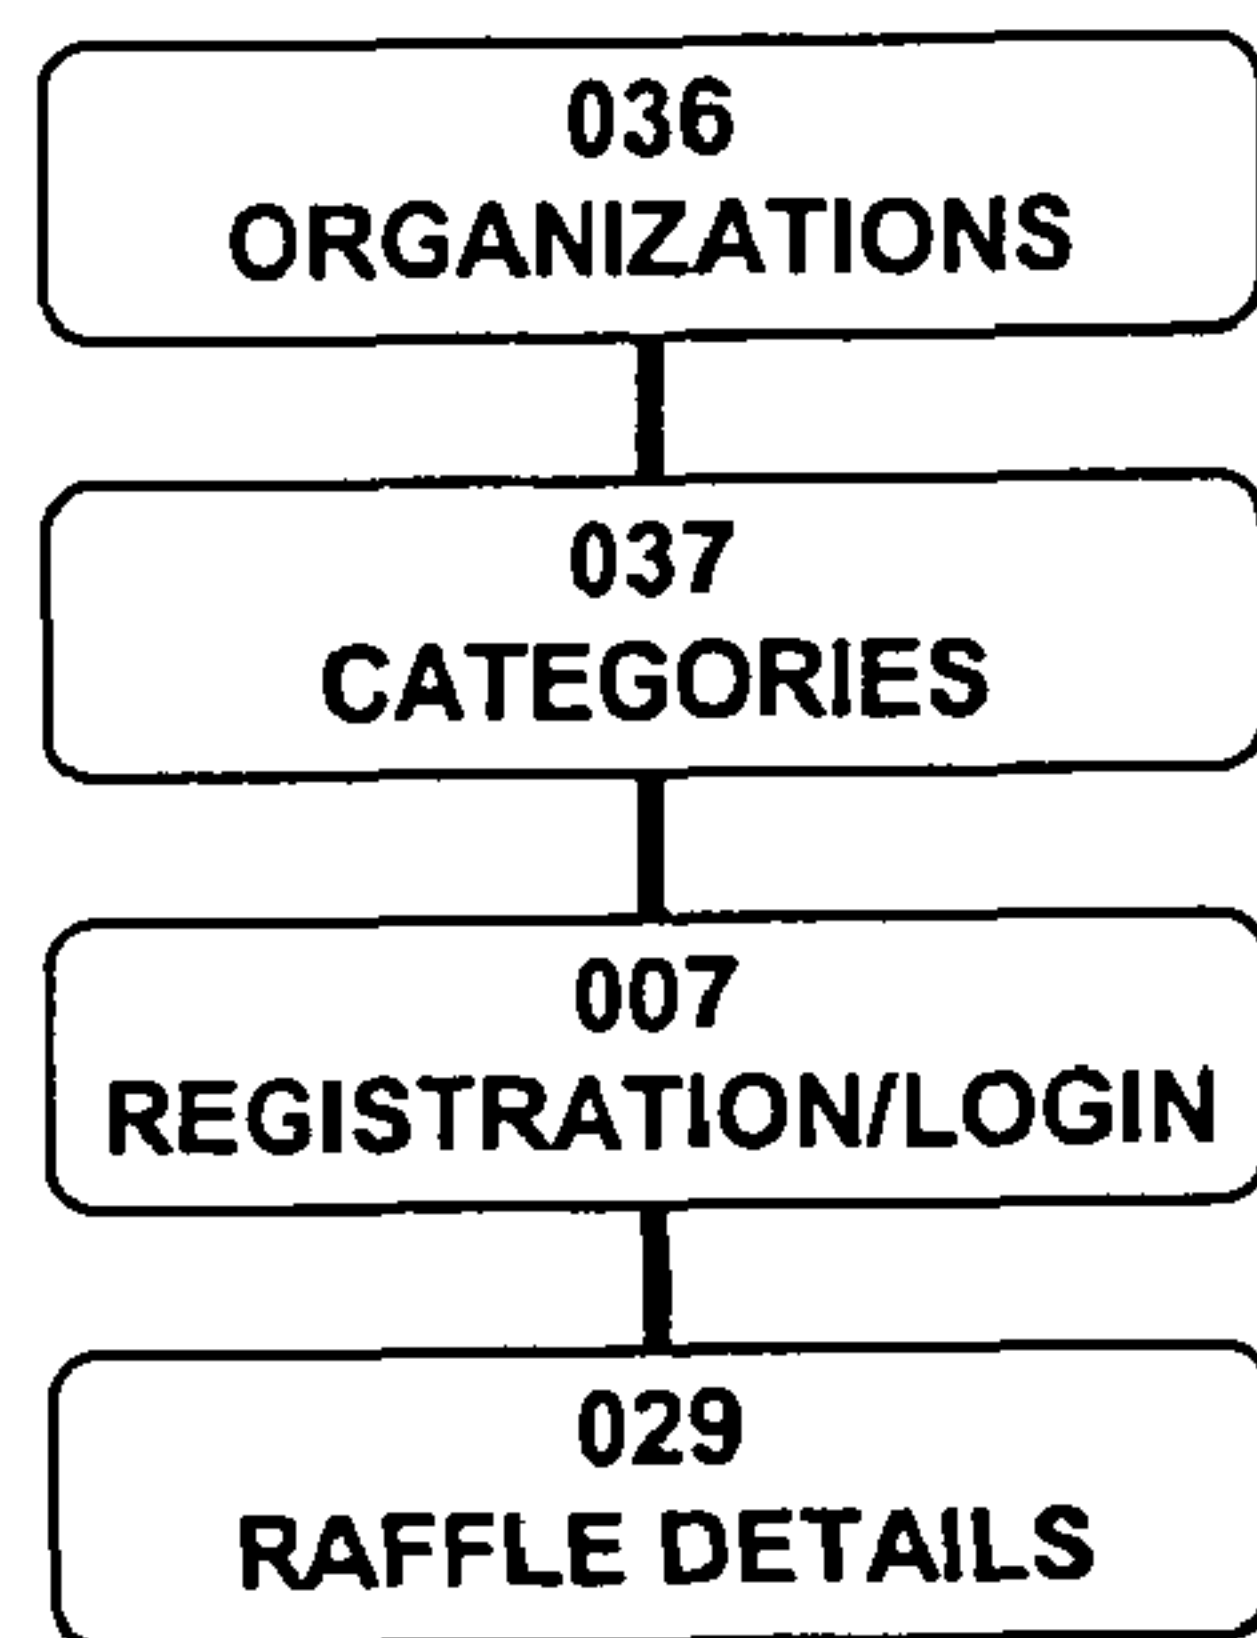 036
ORGANIZATIONS
037
CATEGORIES
007
REGISTRATION/LOGIN
029
RAFFLE DETAILS